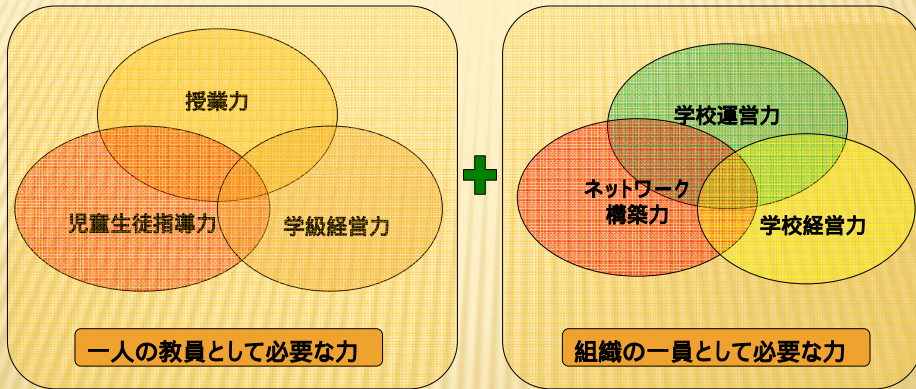 授業力
児童生徒指導力
学級経営力
一人の教員として必要な力
学校運営力
ネットワーク
構築力
学校経営力
組織の一員として必要な力